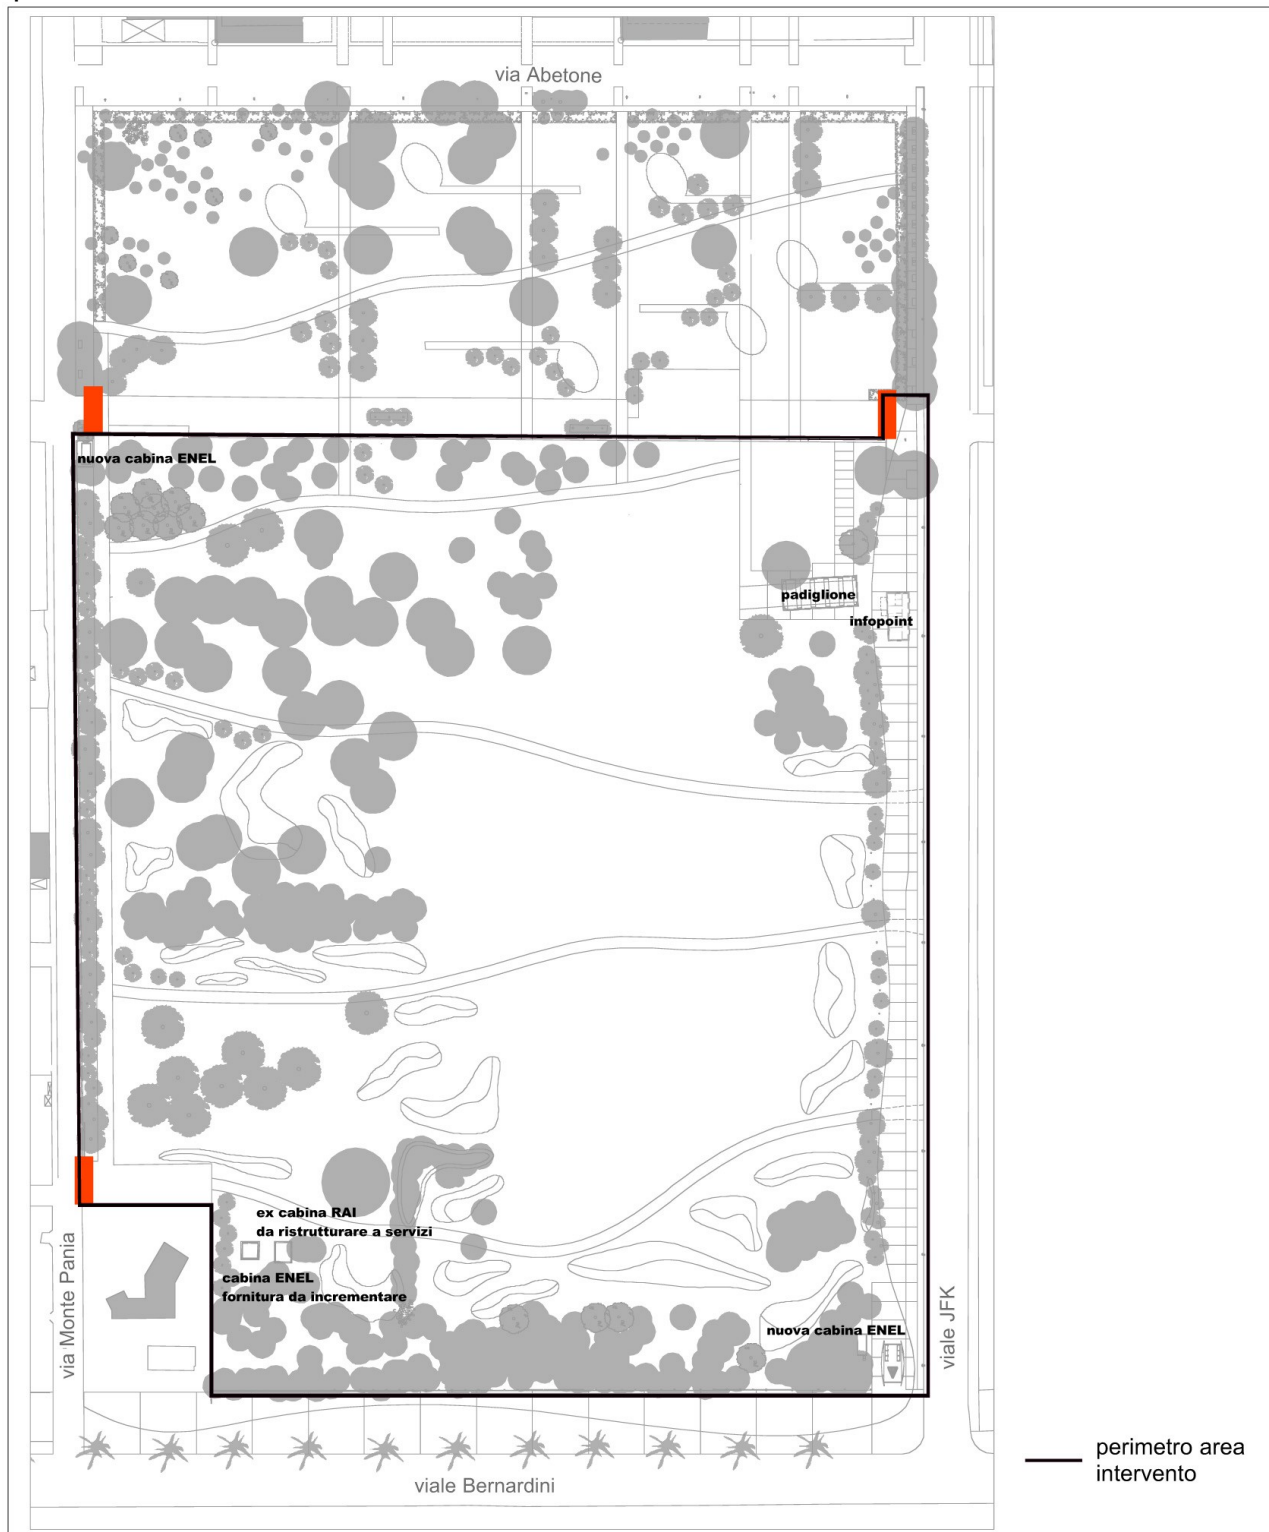 via Abetone
nuova cabina ENEL
padiglione
infopoint
ex cabina RAI
da ristrutturare a servizi
cabina ENEL
fornitura da incrementare
nuova cabina ENEL
via Monte Pania
viale JFK
viale Bernardini
perimetro area
intervento